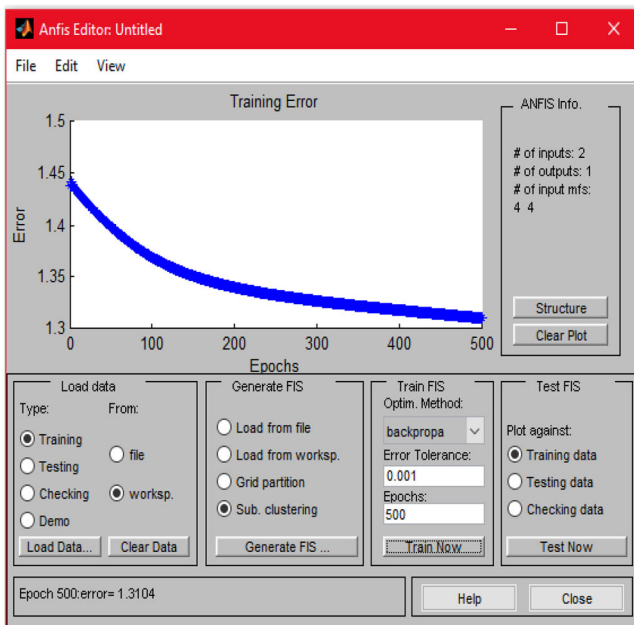 Anfis Editor: Untitled
File Edit View
Training Error
1.5
1.45
1.4
1.35
1.3
Error
0 100 200 300 400 500
Epochs
ANFIS Info.
# of inputs: 2
# of outputs: 1
# of input mfs:
4 4
Structure
Clear Plot
Load data
Type: From:
Training
Testing
Checking
Demo
file
worksp.
Load Data... Clear Data
Generate FIS
Load from file
Load from worksp.
Grid partition
Sub. clustering
Generate FIS ...
Train FIS
Optim. Method:
backpropa
Error Tolerance:
0.001
Epochs:
500
Train Now
Test FIS
Plot against:
Training data
Testing data
Checking data
Test Now
Epoch 500:error= 1.3104
Help Close